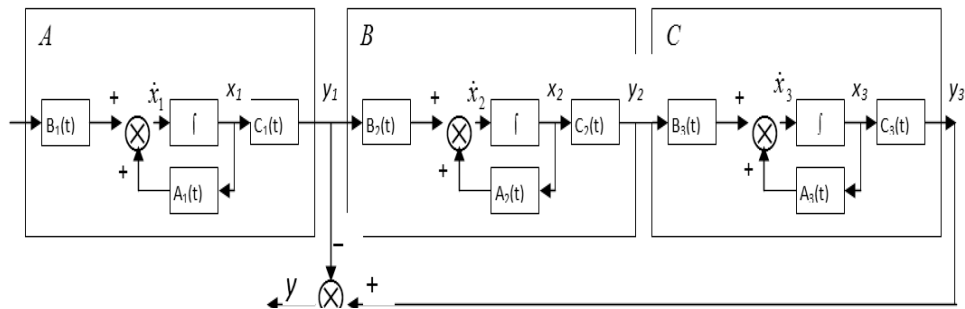 A
B
C
+ ẋ₁ x₁ y₁
+ ẋ₂ x₂ y₂
+ ẋ₃ x₃ y₃
B₁(t) ∫ C₁(t)
B₂(t) ∫ C₂(t)
B₃(t) ∫ C₃(t)
+ A₁(t)
+ A₂(t)
+ A₃(t)
−
y +